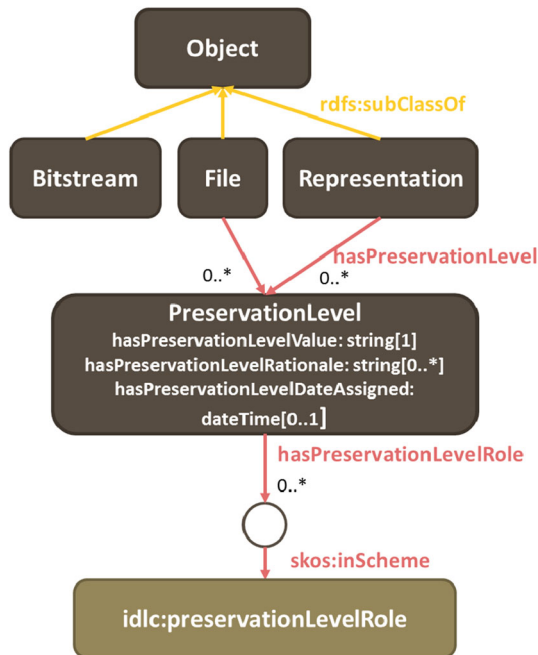 Object
rdfs:subClassOf
Bitstream
File
Representation
hasPreservationLevel
0..*
0..*
PreservationLevel
hasPreservationLevelValue: string[1]
hasPreservationLevelRationale: string[0..*]
hasPreservationLevelDateAssigned:
dateTime[0..1]
hasPreservationLevelRole
0..*
skos:inScheme
idlc:preservationLevelRole